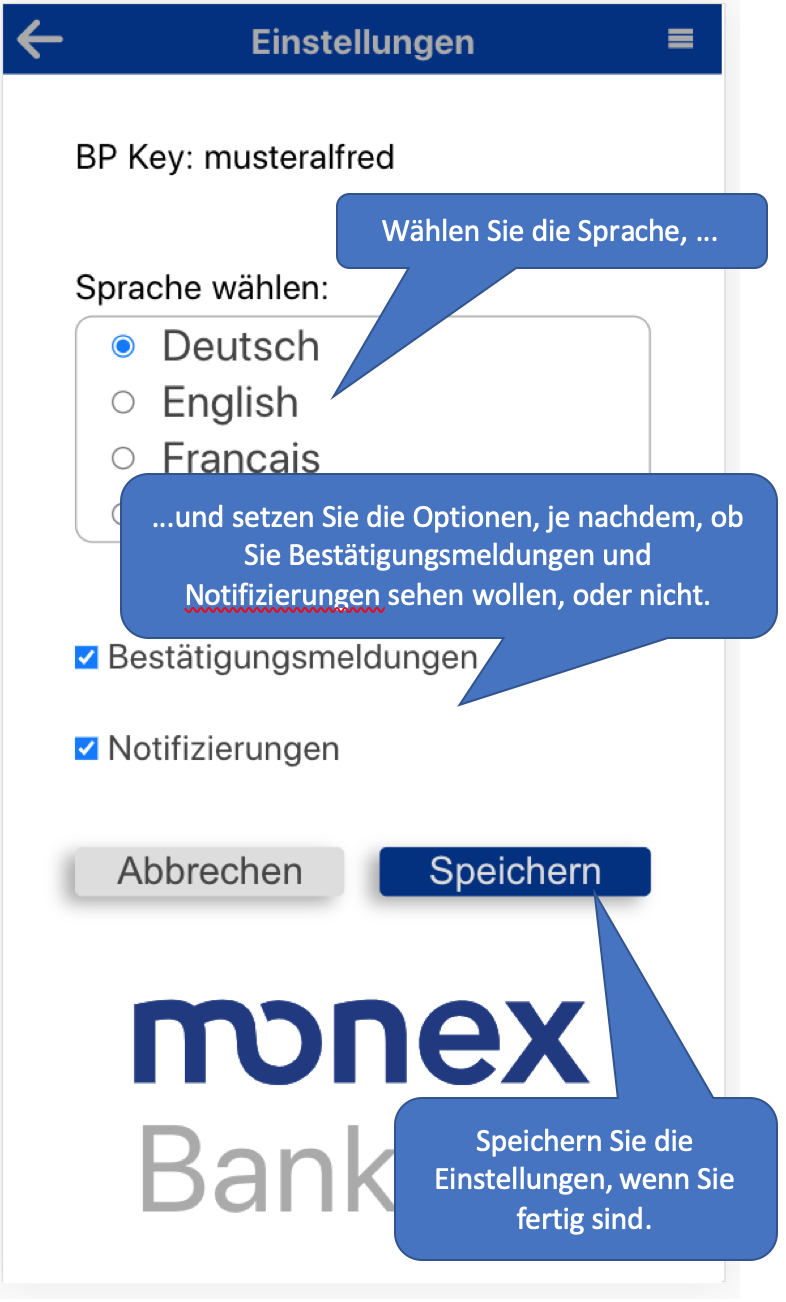 Einstellungen
BP Key: musteralfred
Wählen Sie die Sprache, ...
Sprache wählen:
Deutsch
English
Francais
...und setzen Sie die Optionen, je nachdem, ob
Sie Bestätigungsmeldungen und
Notifizierungen sehen wollen, oder nicht.
Bestätigungsmeldungen
Notifizierungen
Abbrechen
Speichern
monex
Bank
Speichern Sie die
Einstellungen, wenn Sie
fertig sind.